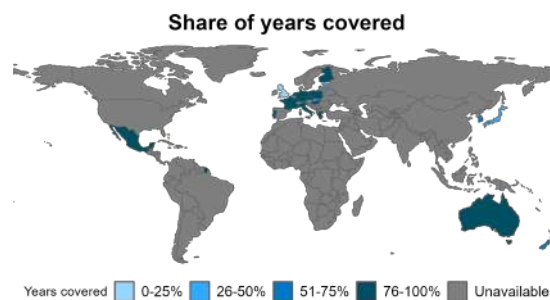 Share of years covered
Years covered 0-25% 26-50% 51-75% 76-100% Unavailable